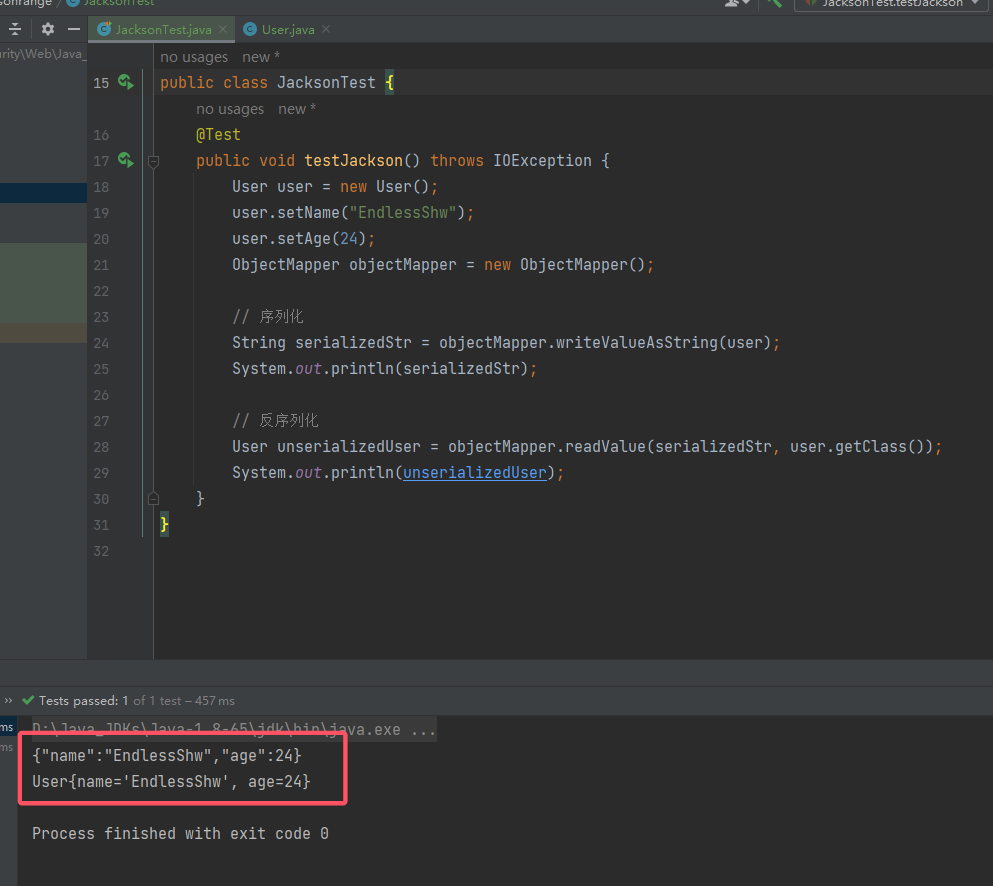 JacksonTest
JacksonTest.testJackson
JacksonTest.java
User.java
no usages new *
15 public class JacksonTest {
no usages new *
16 @Test
17 public void testJackson() throws IOException {
18 User user = new User();
19 user.setName("EndlessShw");
20 user.setAge(24);
21 ObjectMapper objectMapper = new ObjectMapper();
22
23 // 序列化
24 String serializedStr = objectMapper.writeValueAsString(user);
25 System.out.println(serializedStr);
26
27 // 反序列化
28 User unserializedUser = objectMapper.readValue(serializedStr, user.getClass());
29 System.out.println(unserializedUser);
30 }
31 }
32
Tests passed: 1 of 1 test – 457 ms
ms D:\Java_JDKs\Java-1.8-65\jdk\bin\java.exe ...
ms {"name":"EndlessShw","age":24}
User{name='EndlessShw', age=24}
Process finished with exit code 0